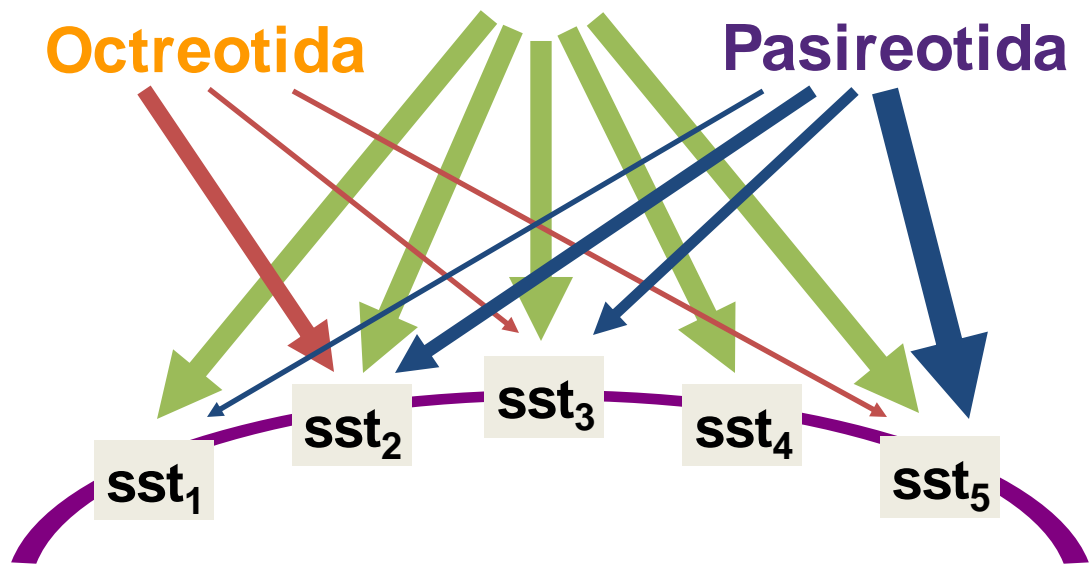 Octreotida
Pasireotida
sst₁
sst₂
sst₃
sst₄
sst₅